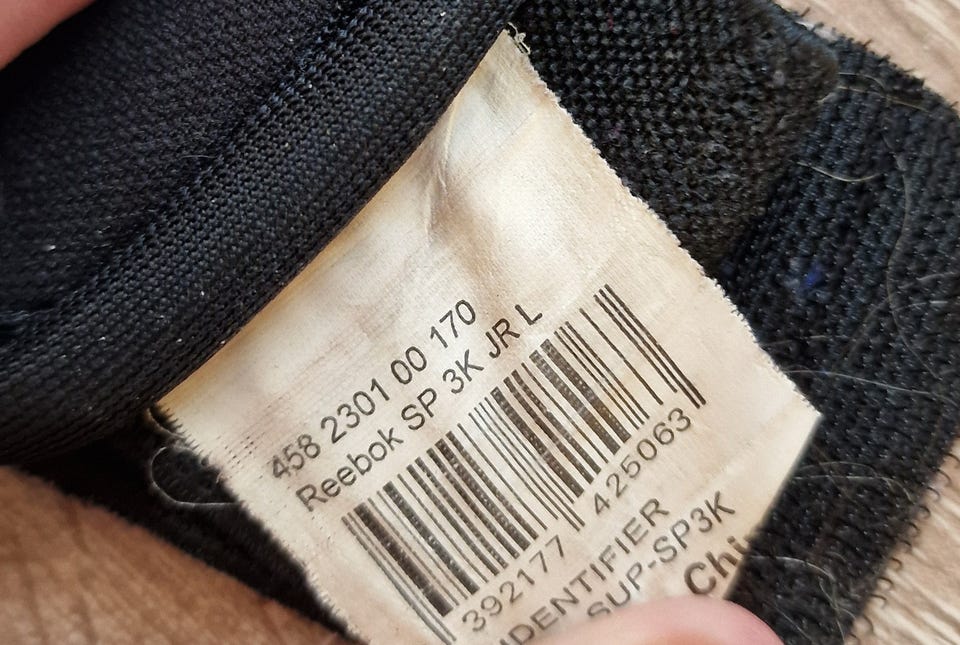 458 2301 00 170
Reebok SP 3K JR L
392177 425063
IDENTIFIER
SUP-SP3K